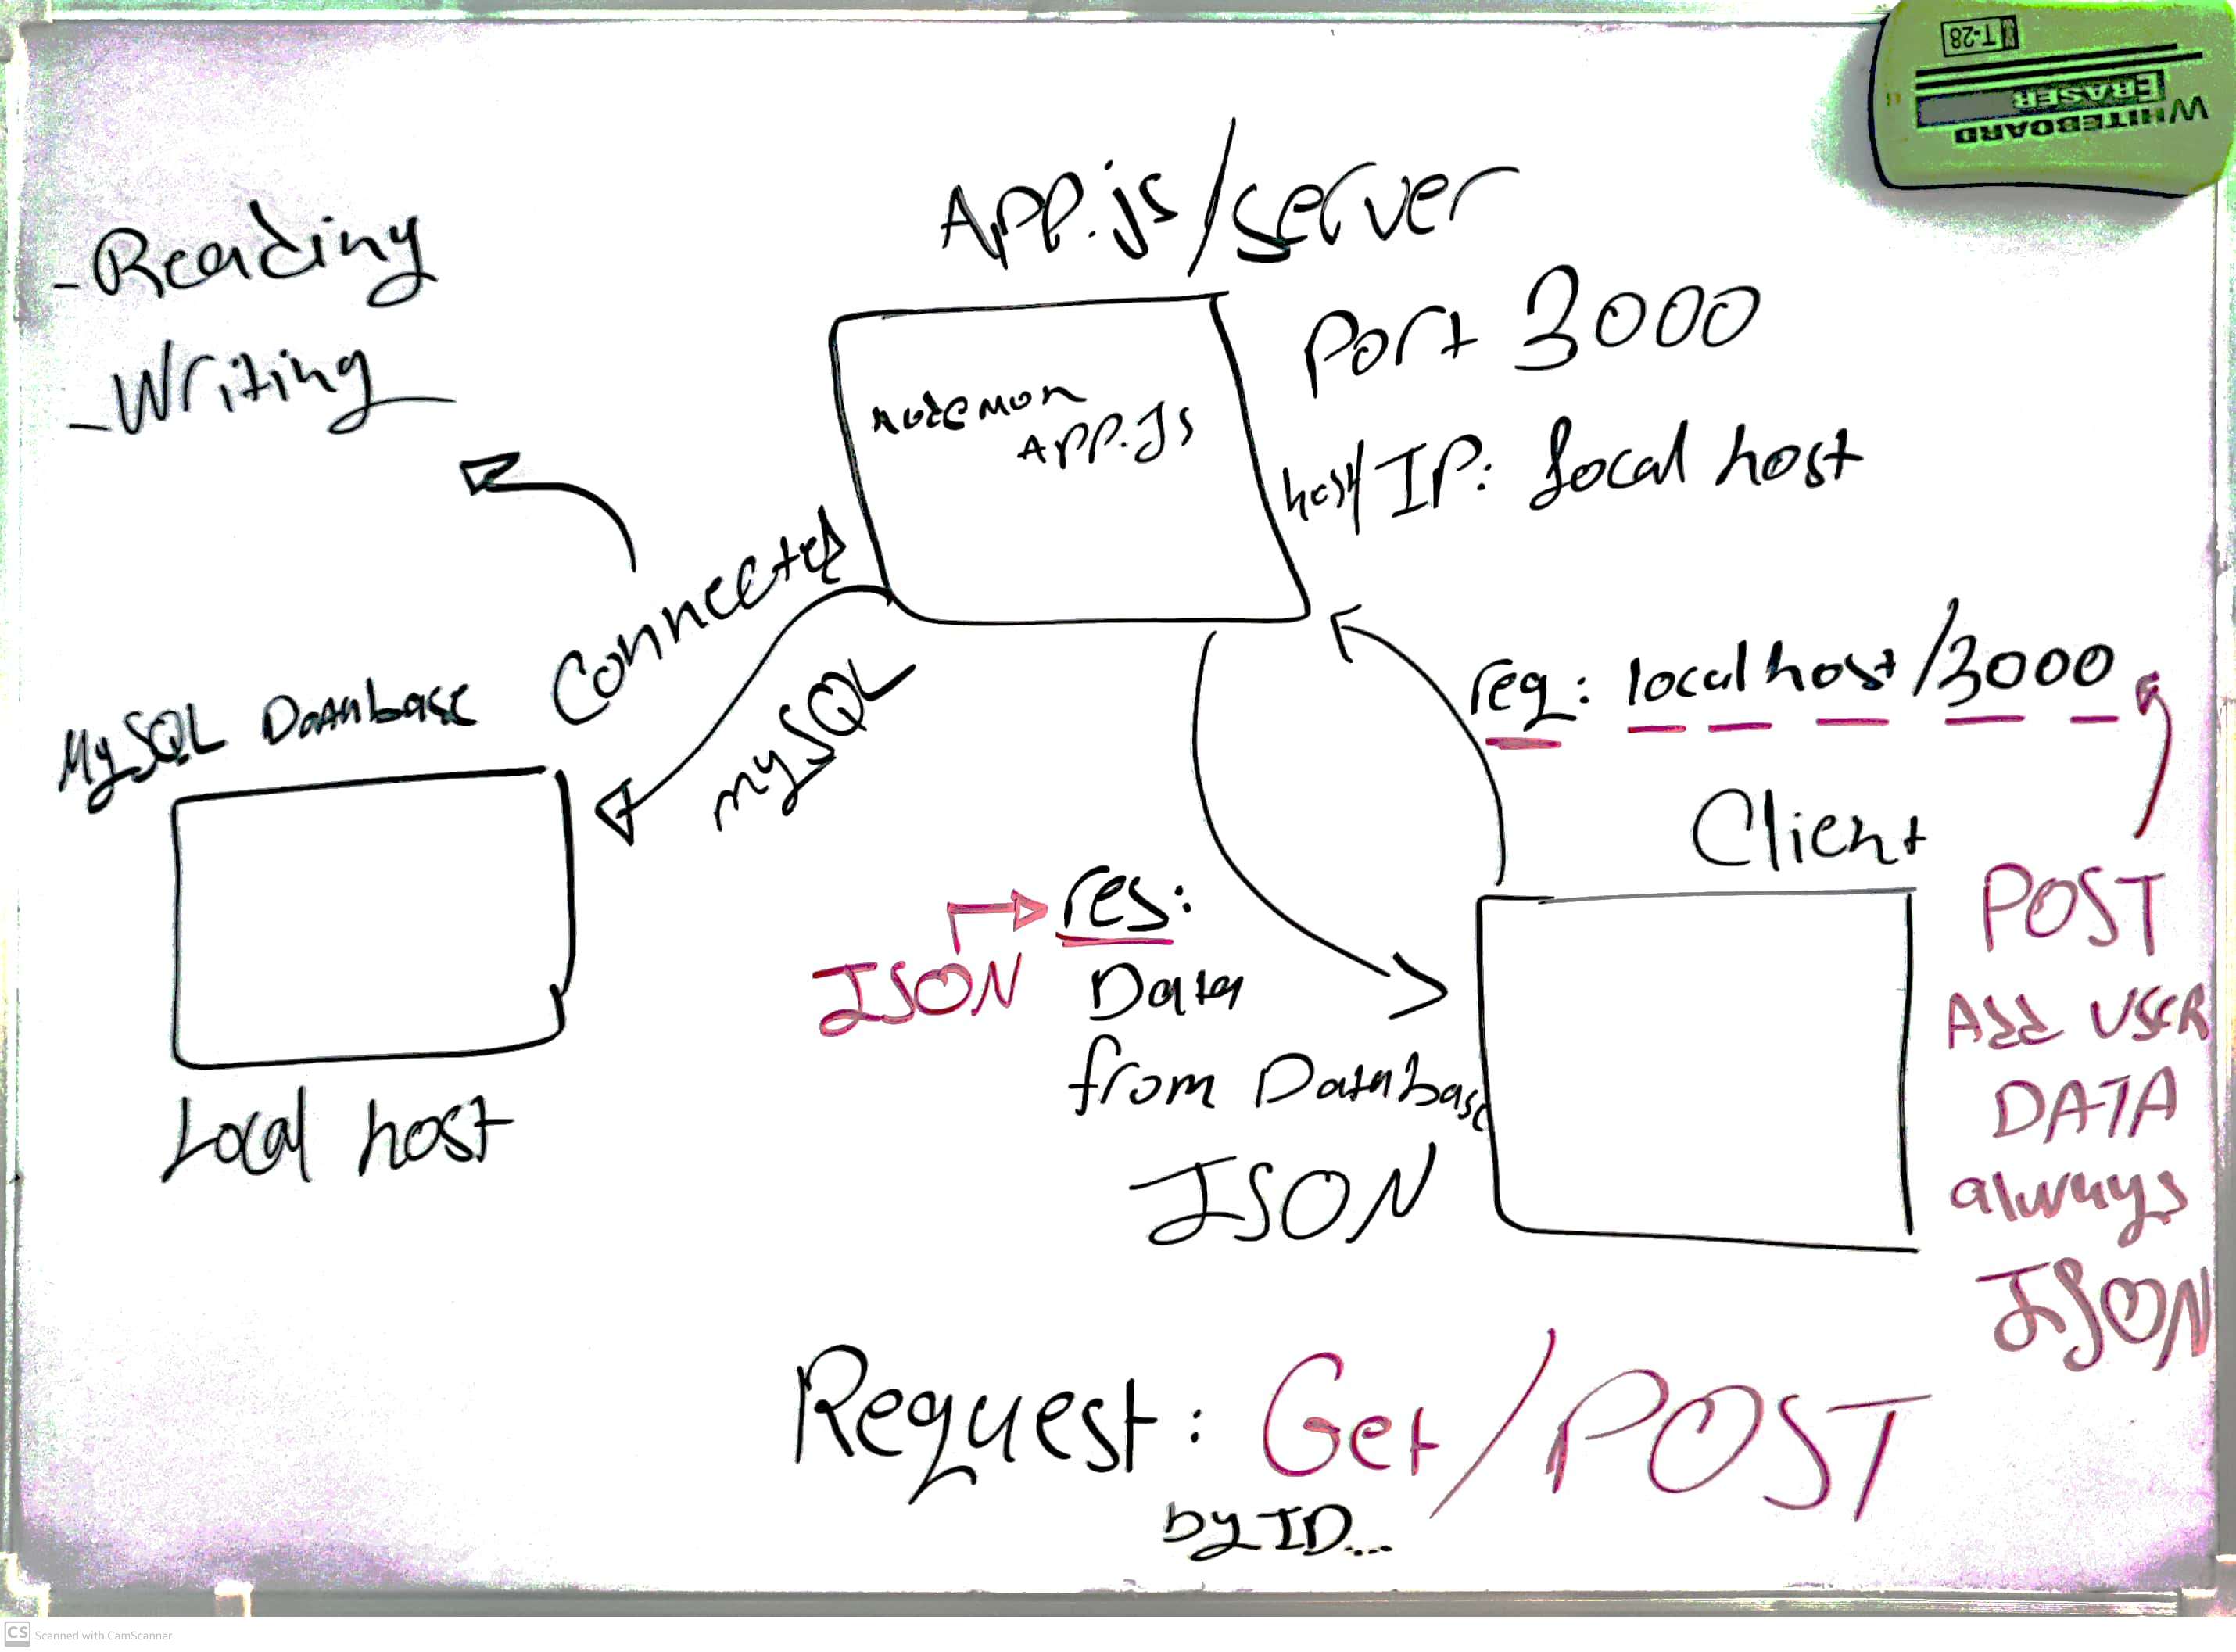 T-28
WHITEBOARD
ERASER
App.js/server
- Reading
- Writing
Port 3000
host/IP: local host
nodemon
App.Js
Connected
mySQL
MySQL Database
Local host
req: localhost/3000
Client
JSON
res:
Data
from Database
JSON
POST
Add USER
DATA
always
JSON
Request: Get/POST
by ID...
CS Scanned with CamScanner